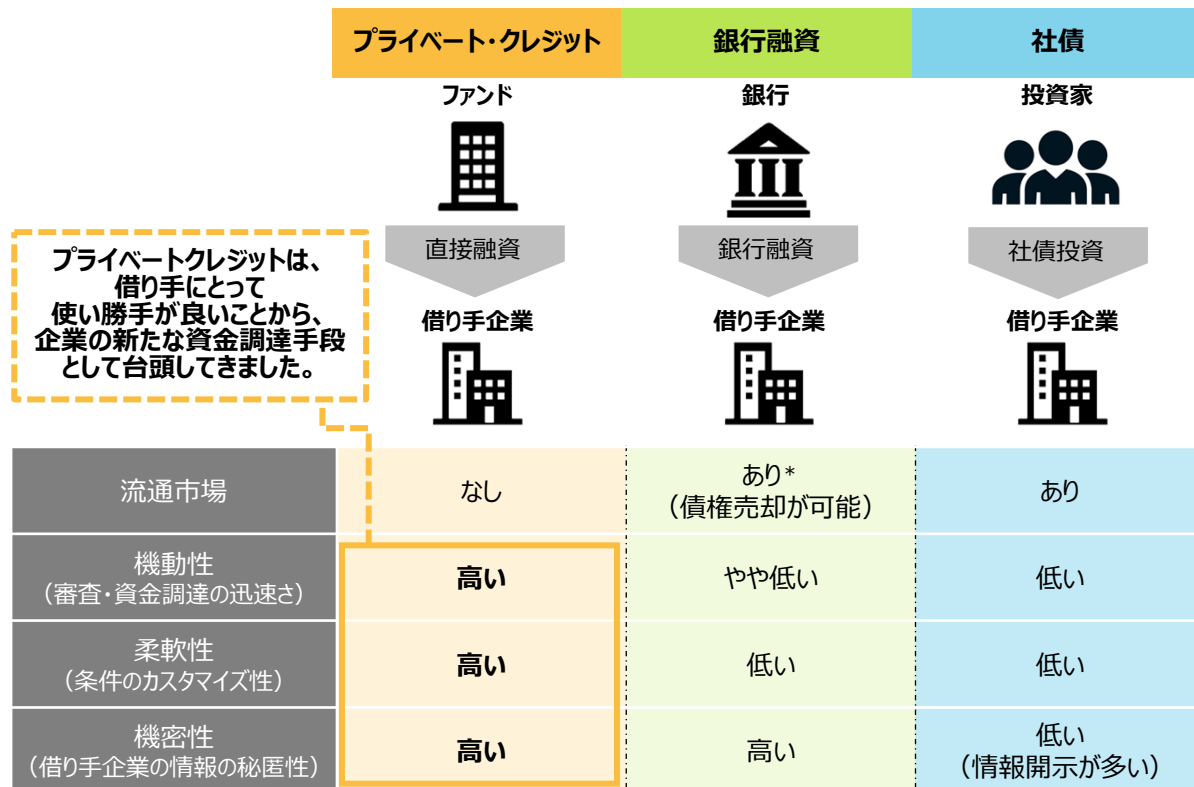 プライベート・クレジット
銀行融資
社債
ファンド
銀行
投資家
直接融資
銀行融資
社債投資
プライベートクレジットは、
借り手にとって
使い勝手が良いことから、
企業の新たな資金調達手段
として台頭してきました。
借り手企業
借り手企業
借り手企業
流通市場
なし
あり*
(債権売却が可能)
あり
機動性
(審査・資金調達の迅速さ)
高い
やや低い
低い
柔軟性
(条件のカスタマイズ性)
高い
低い
低い
機密性
(借り手企業の情報の秘匿性)
高い
高い
低い
(情報開示が多い)